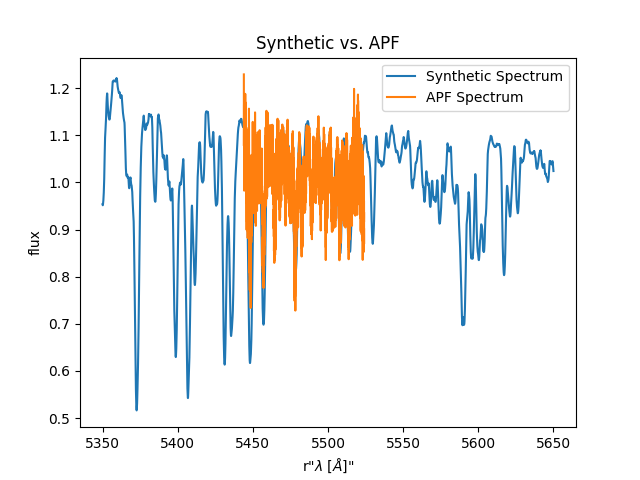 Synthetic vs. APF
Synthetic Spectrum
APF Spectrum
flux
1.2
1.1
1.0
0.9
0.8
0.7
0.6
0.5
5350 5400 5450 5500 5550 5600 5650
r"λ [Å]"